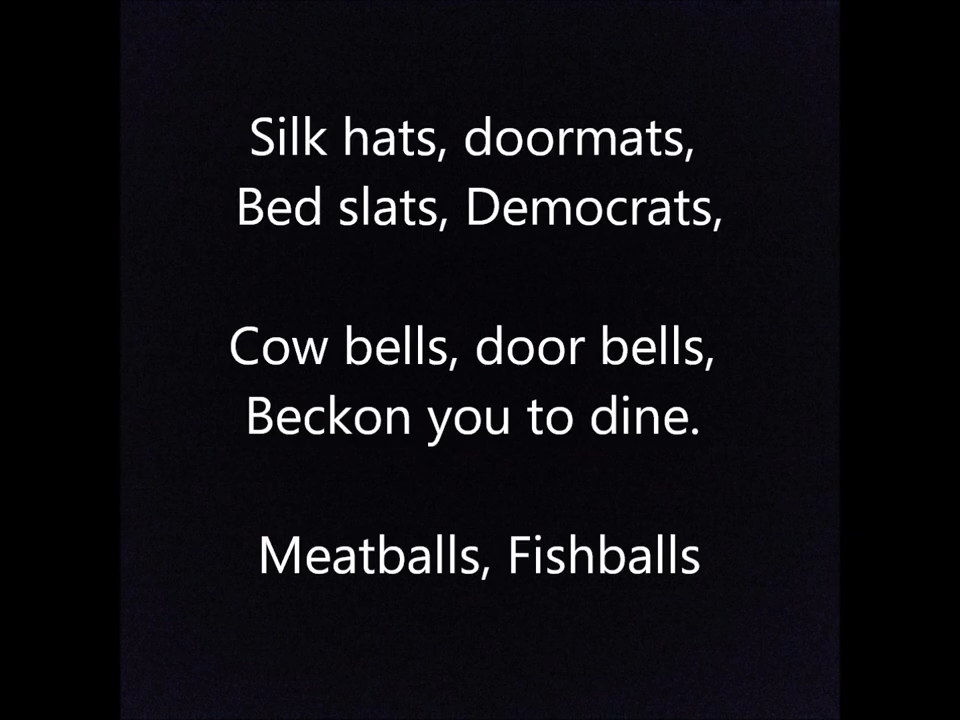 Silk hats, doormats,
Bed slats, Democrats,
Cow bells, door bells,
Beckon you to dine.
Meatballs, Fishballs